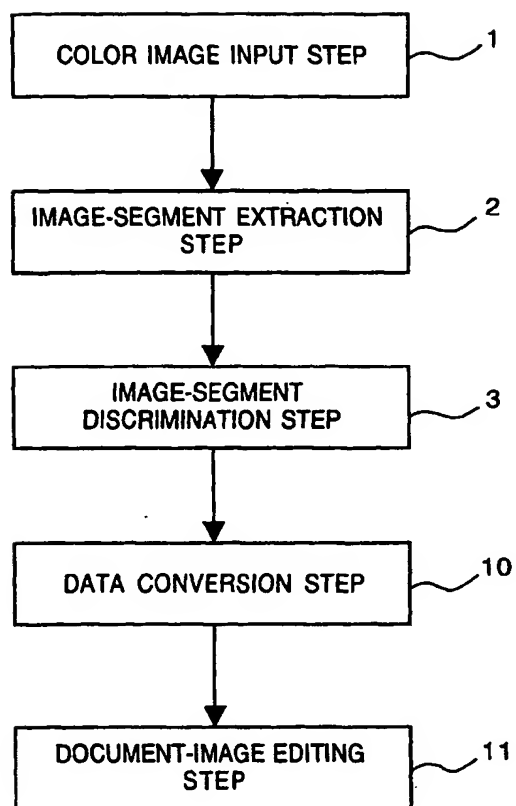 COLOR IMAGE INPUT STEP
1
IMAGE-SEGMENT EXTRACTION
STEP
2
IMAGE-SEGMENT
DISCRIMINATION STEP
3
DATA CONVERSION STEP
10
DOCUMENT-IMAGE EDITING
STEP
11